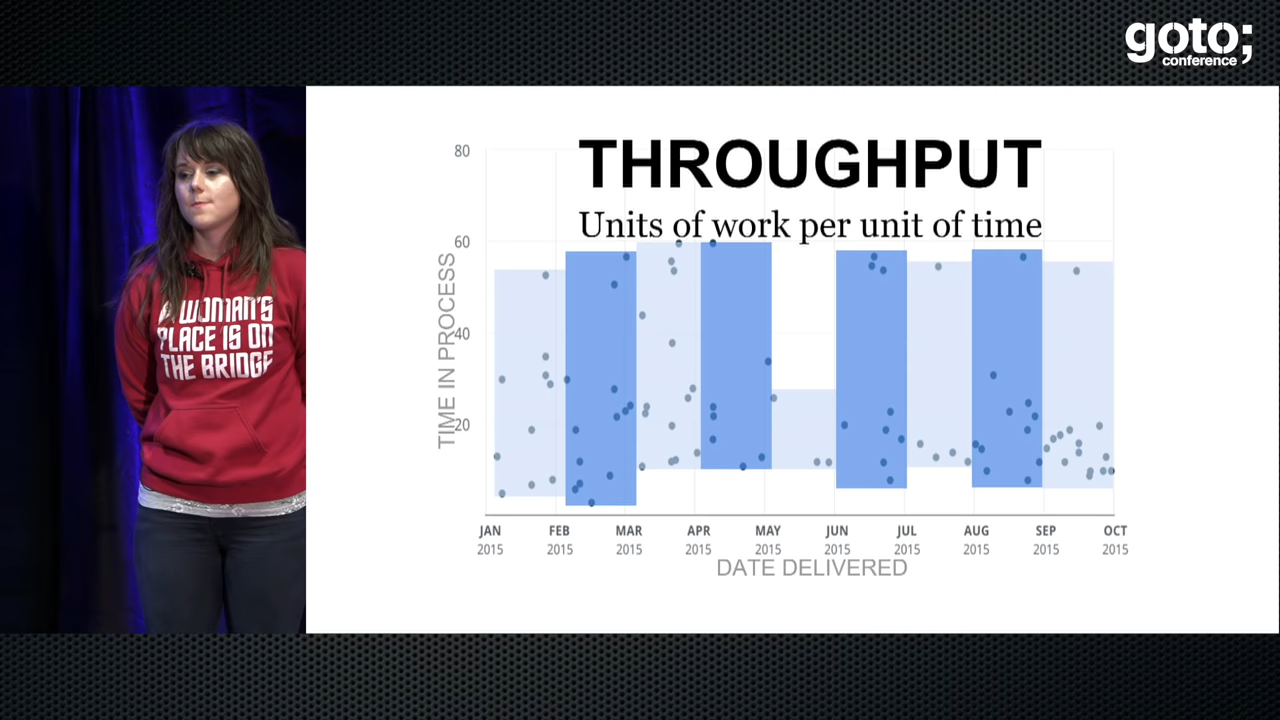 goto;
conference
A WOMAN'S
PLACE IS ON
THE BRIDGE
THROUGHPUT
Units of work per unit of time
TIME IN PROCESS
80
60
40
20
JAN FEB MAR APR MAY JUN JUL AUG SEP OCT
2015 2015 2015 2015 2015 2015 2015 2015 2015 2015
DATE DELIVERED